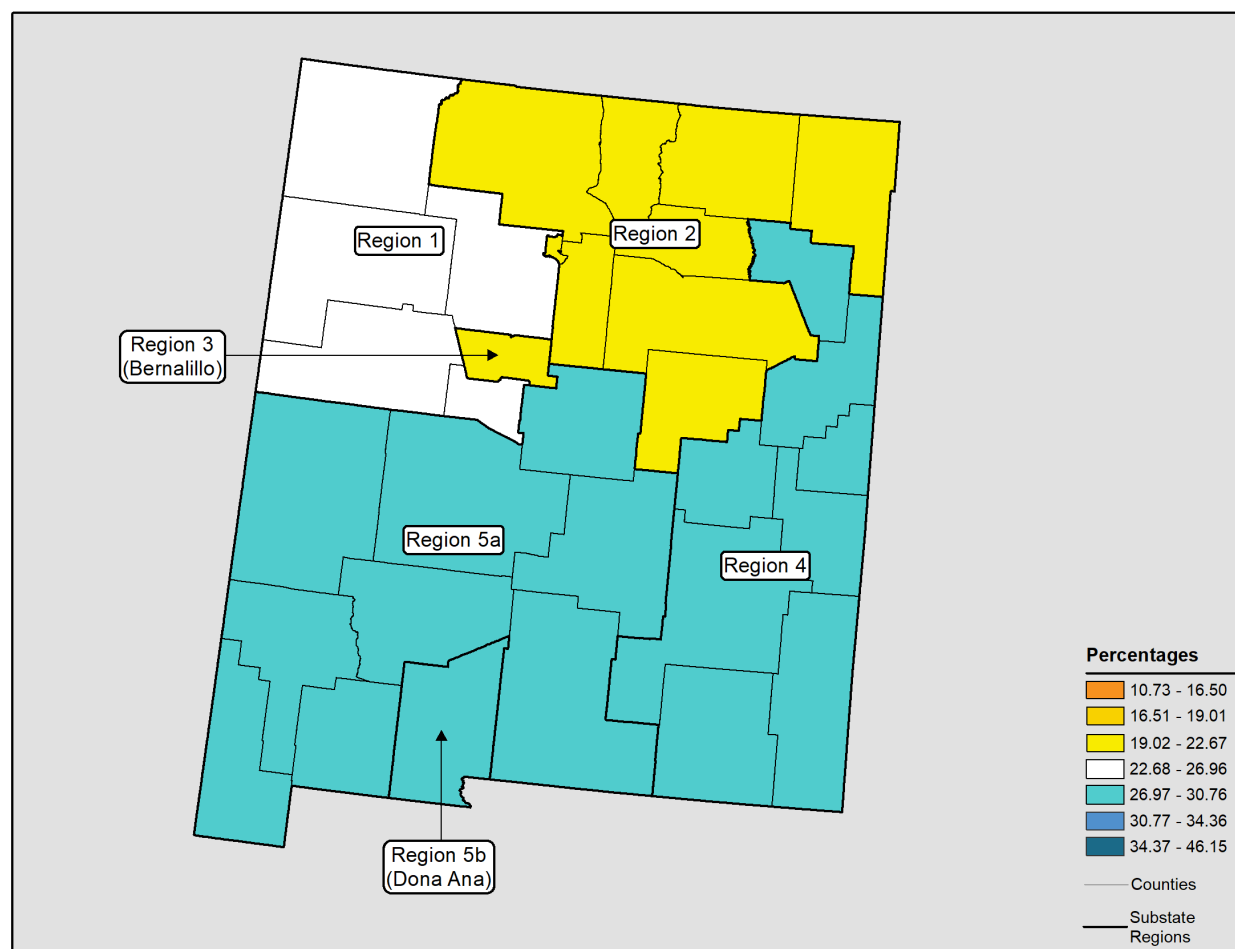 Region 1
Region 2
Region 3
(Bernalillo)
Region 5a
Region 4
Region 5b
(Dona Ana)
Percentages
10.73 - 16.50
16.51 - 19.01
19.02 - 22.67
22.68 - 26.96
26.97 - 30.76
30.77 - 34.36
34.37 - 46.15
Counties
Substate
Regions